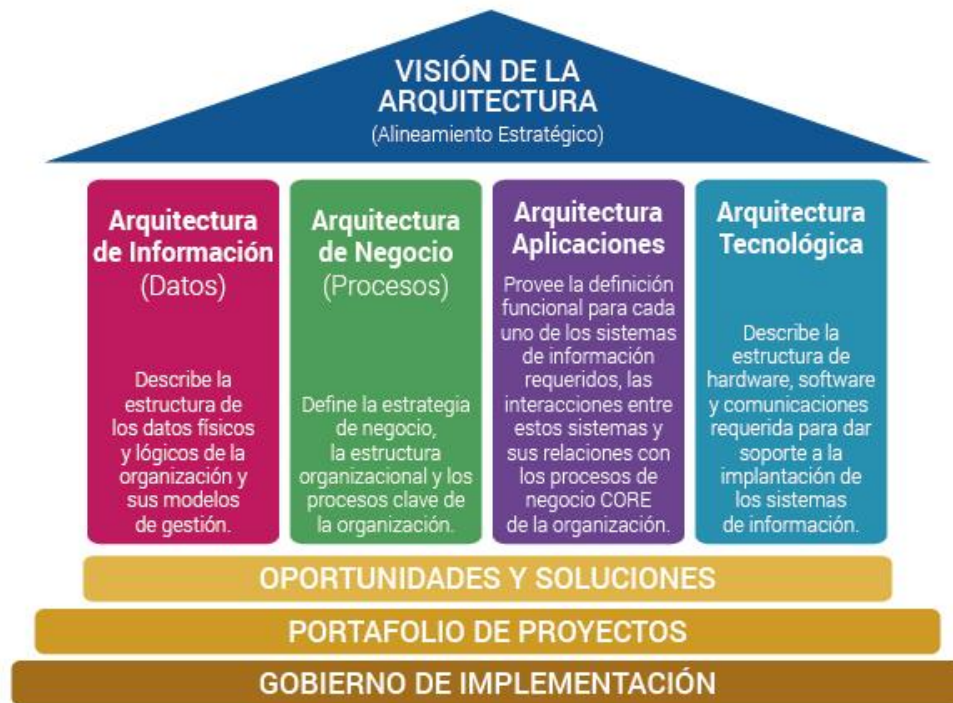 VISIÓN DE LA
ARQUITECTURA
(Alineamiento Estratégico)
Arquitectura
de Información
(Datos)
Describe la
estructura de
los datos físicos
y lógicos de la
organización y
sus modelos
de gestión.
Arquitectura
de Negocio
(Procesos)
Define la estrategia
de negocio,
la estructura
organizacional y los
procesos clave de
la organización.
Arquitectura
Aplicaciones
Provee la definición
funcional para cada
uno de los sistemas
de información
requeridos, las
interacciones entre
estos sistemas y
sus relaciones con
los procesos de
negocio CORE
de la organización.
Arquitectura
Tecnológica
Describe la
estructura de
hardware, software
y comunicaciones
requerida para dar
soporte a la
implantación de
los sistemas
de información.
OPORTUNIDADES Y SOLUCIONES
PORTAFOLIO DE PROYECTOS
GOBIERNO DE IMPLEMENTACIÓN